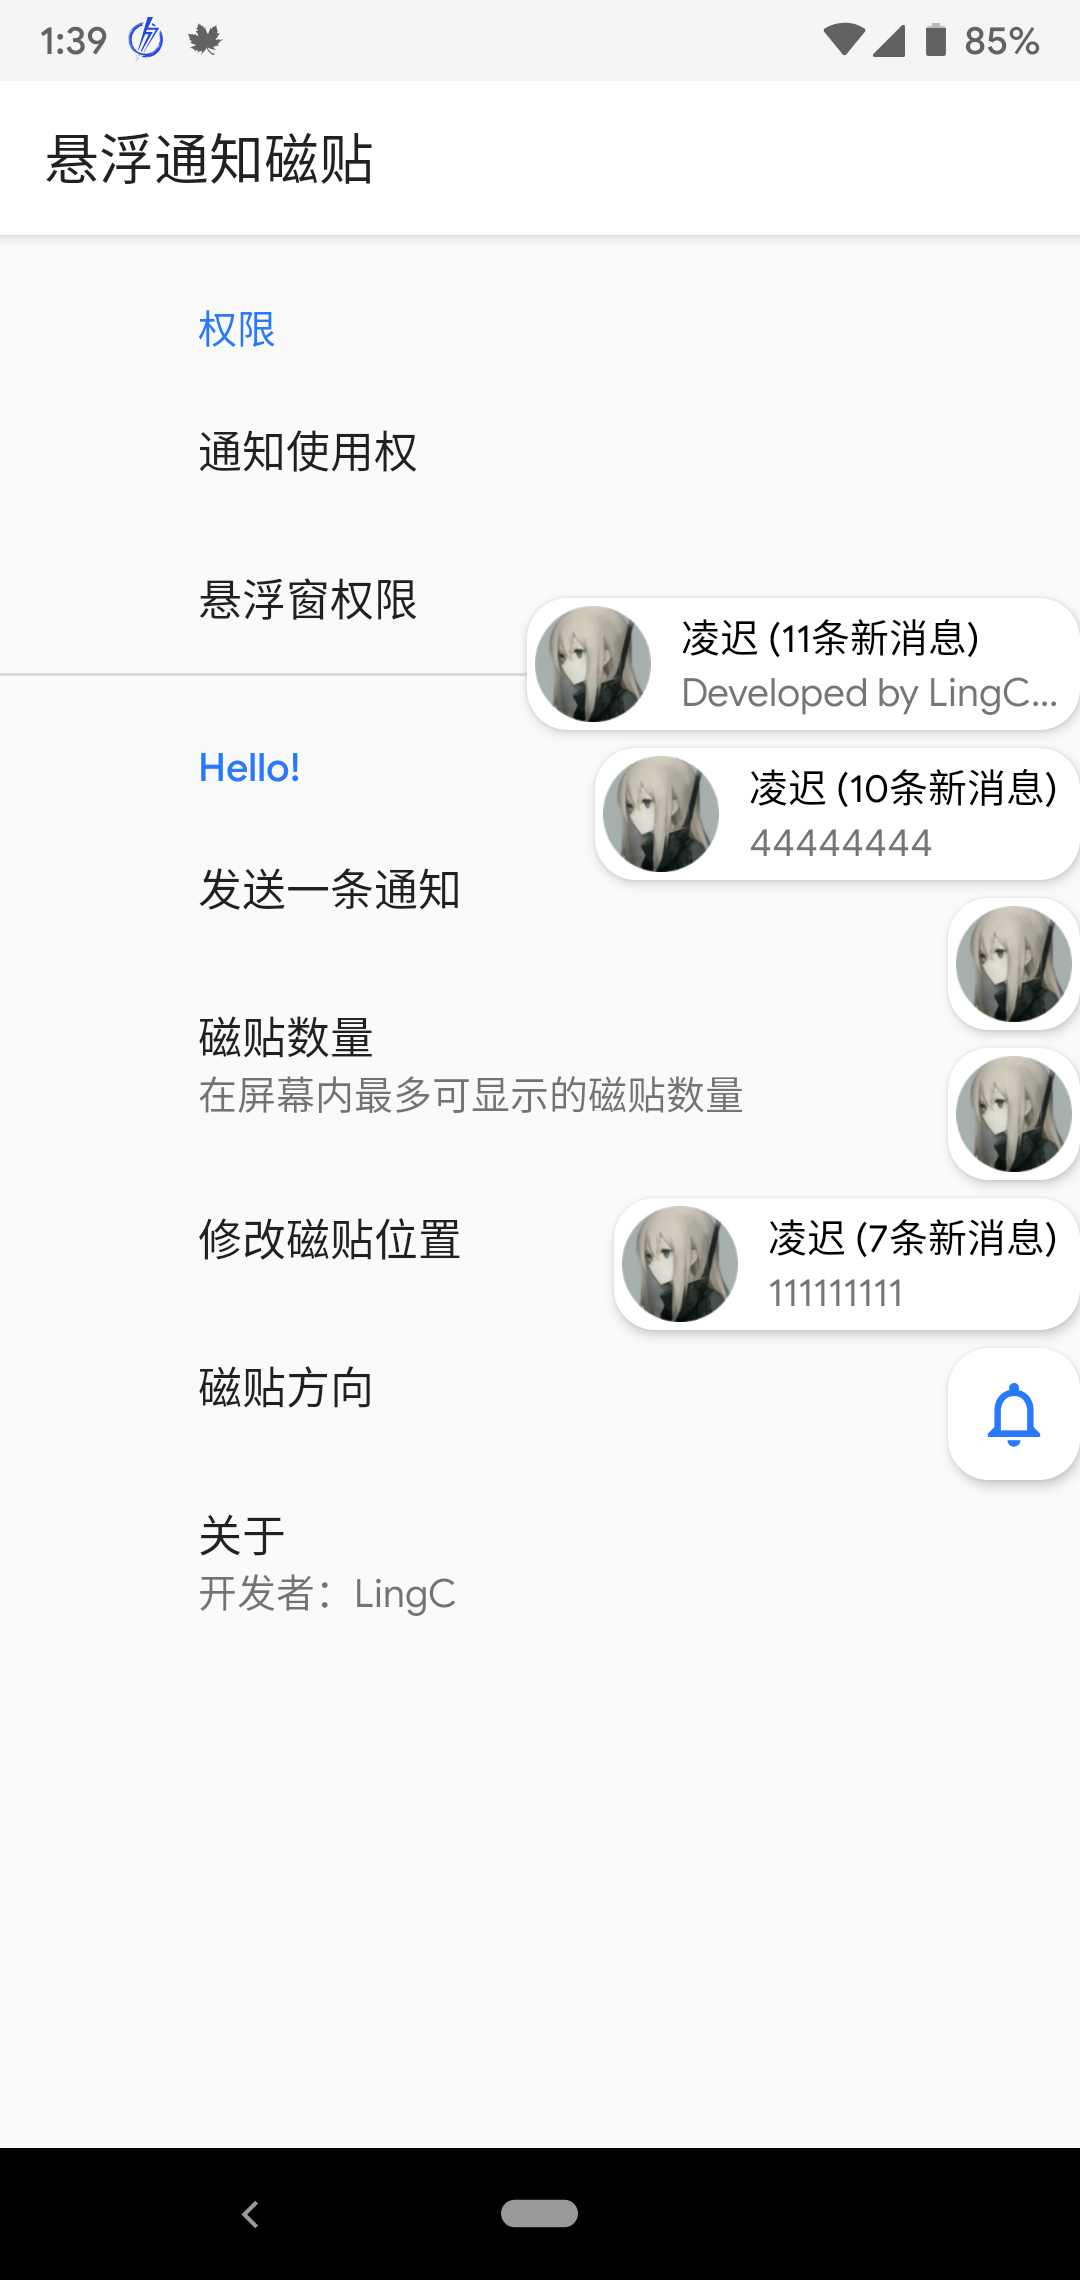 1:39
85%
悬浮通知磁贴
权限
通知使用权
悬浮窗权限
凌迟 (11条新消息)
Developed by LingC...
Hello!
凌迟 (10条新消息)
44444444
发送一条通知
磁贴数量
在屏幕内最多可显示的磁贴数量
修改磁贴位置
凌迟 (7条新消息)
111111111
磁贴方向
关于
开发者：LingC